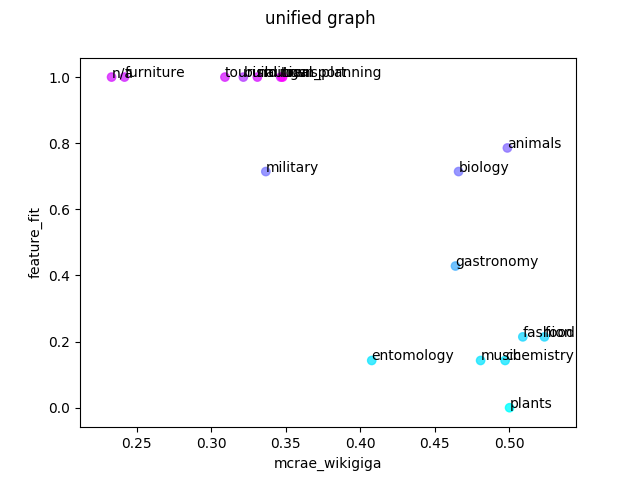 unified graph
feature_fit
1.0
0.8
0.6
0.4
0.2
0.0
n/a
furniture
animals
military
biology
gastronomy
fashion
food
entomology
music
chemistry
plants
0.25
0.30
0.35
0.40
0.45
0.50
mcrae_wikigiga